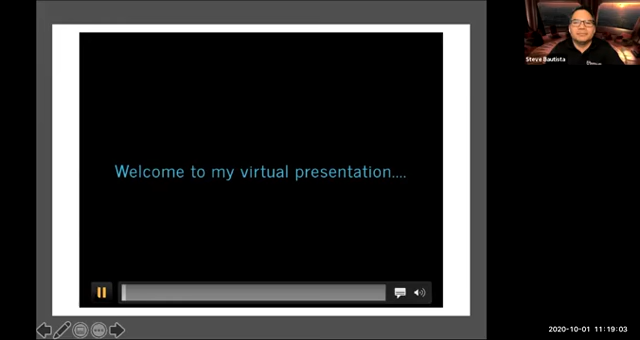 Welcome to my virtual presentation....
Steve Bautista
2020-10-01 11:19:03